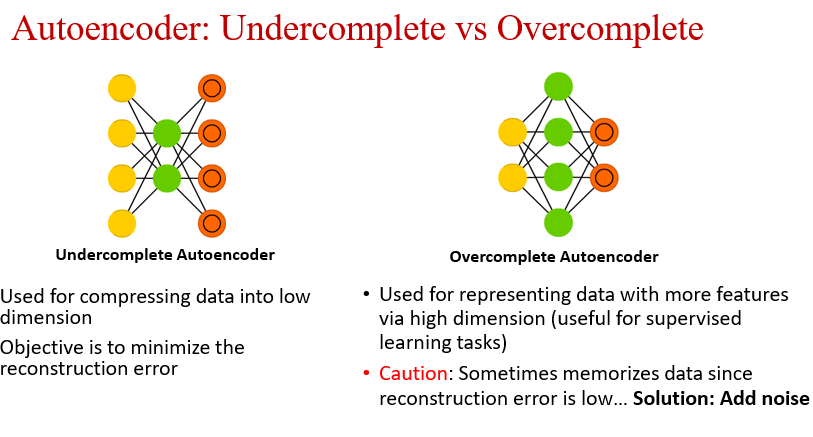 Autoencoder: Undercomplete vs Overcomplete
Undercomplete Autoencoder
Used for compressing data into low
dimension
Objective is to minimize the
reconstruction error
Overcomplete Autoencoder
• Used for representing data with more features
via high dimension (useful for supervised
learning tasks)
• Caution: Sometimes memorizes data since
reconstruction error is low... Solution: Add noise